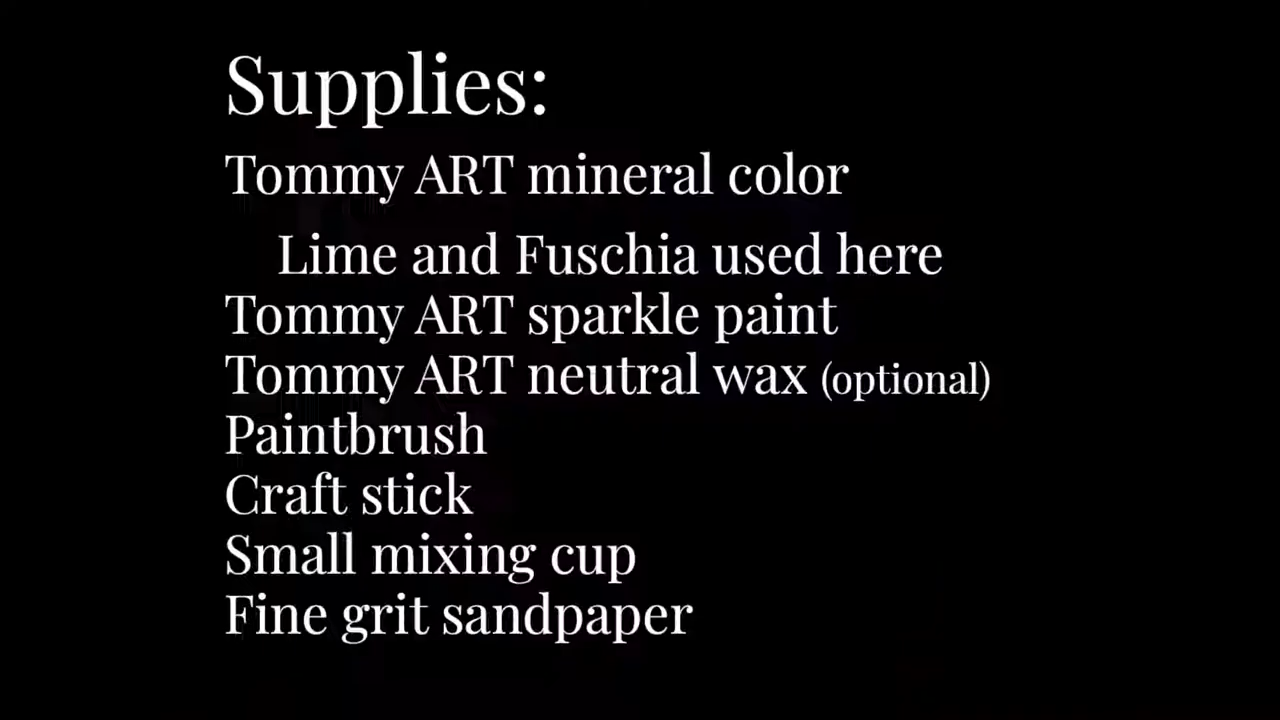 Supplies:
Tommy ART mineral color
Lime and Fuschia used here
Tommy ART sparkle paint
Tommy ART neutral wax (optional)
Paintbrush
Craft stick
Small mixing cup
Fine grit sandpaper